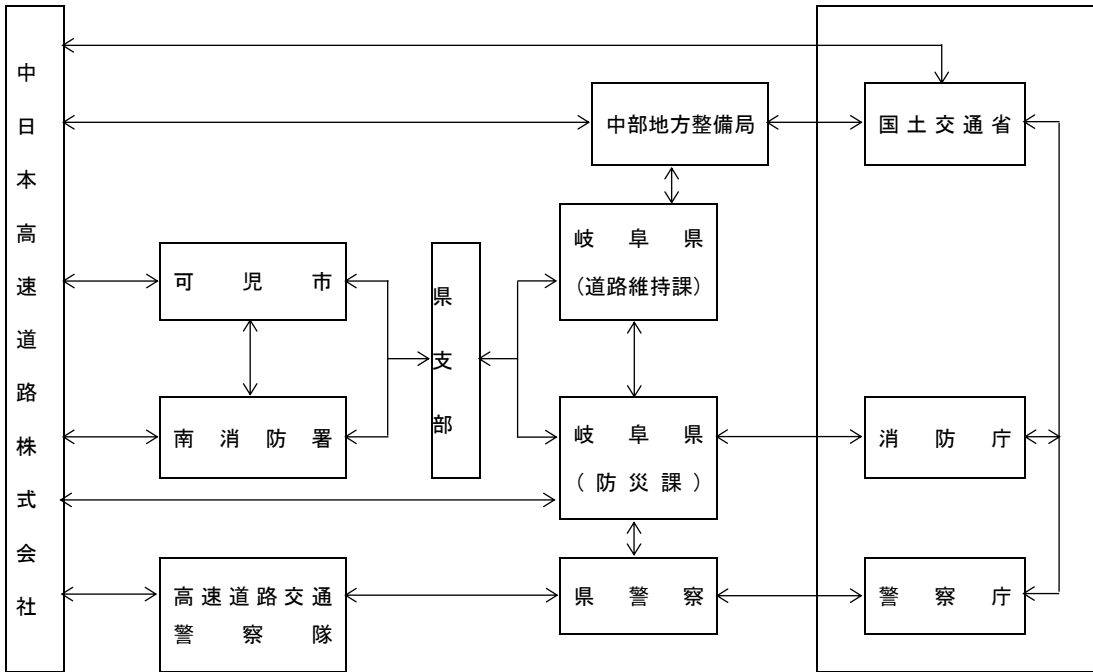 中日本高速道路株式会社
中部地方整備局
国土交通省
岐阜県
(道路維持課)
可児市
県支部
南消防署
岐阜県
(防災課)
消防庁
高速道路交通
警察隊
県警察
警察庁